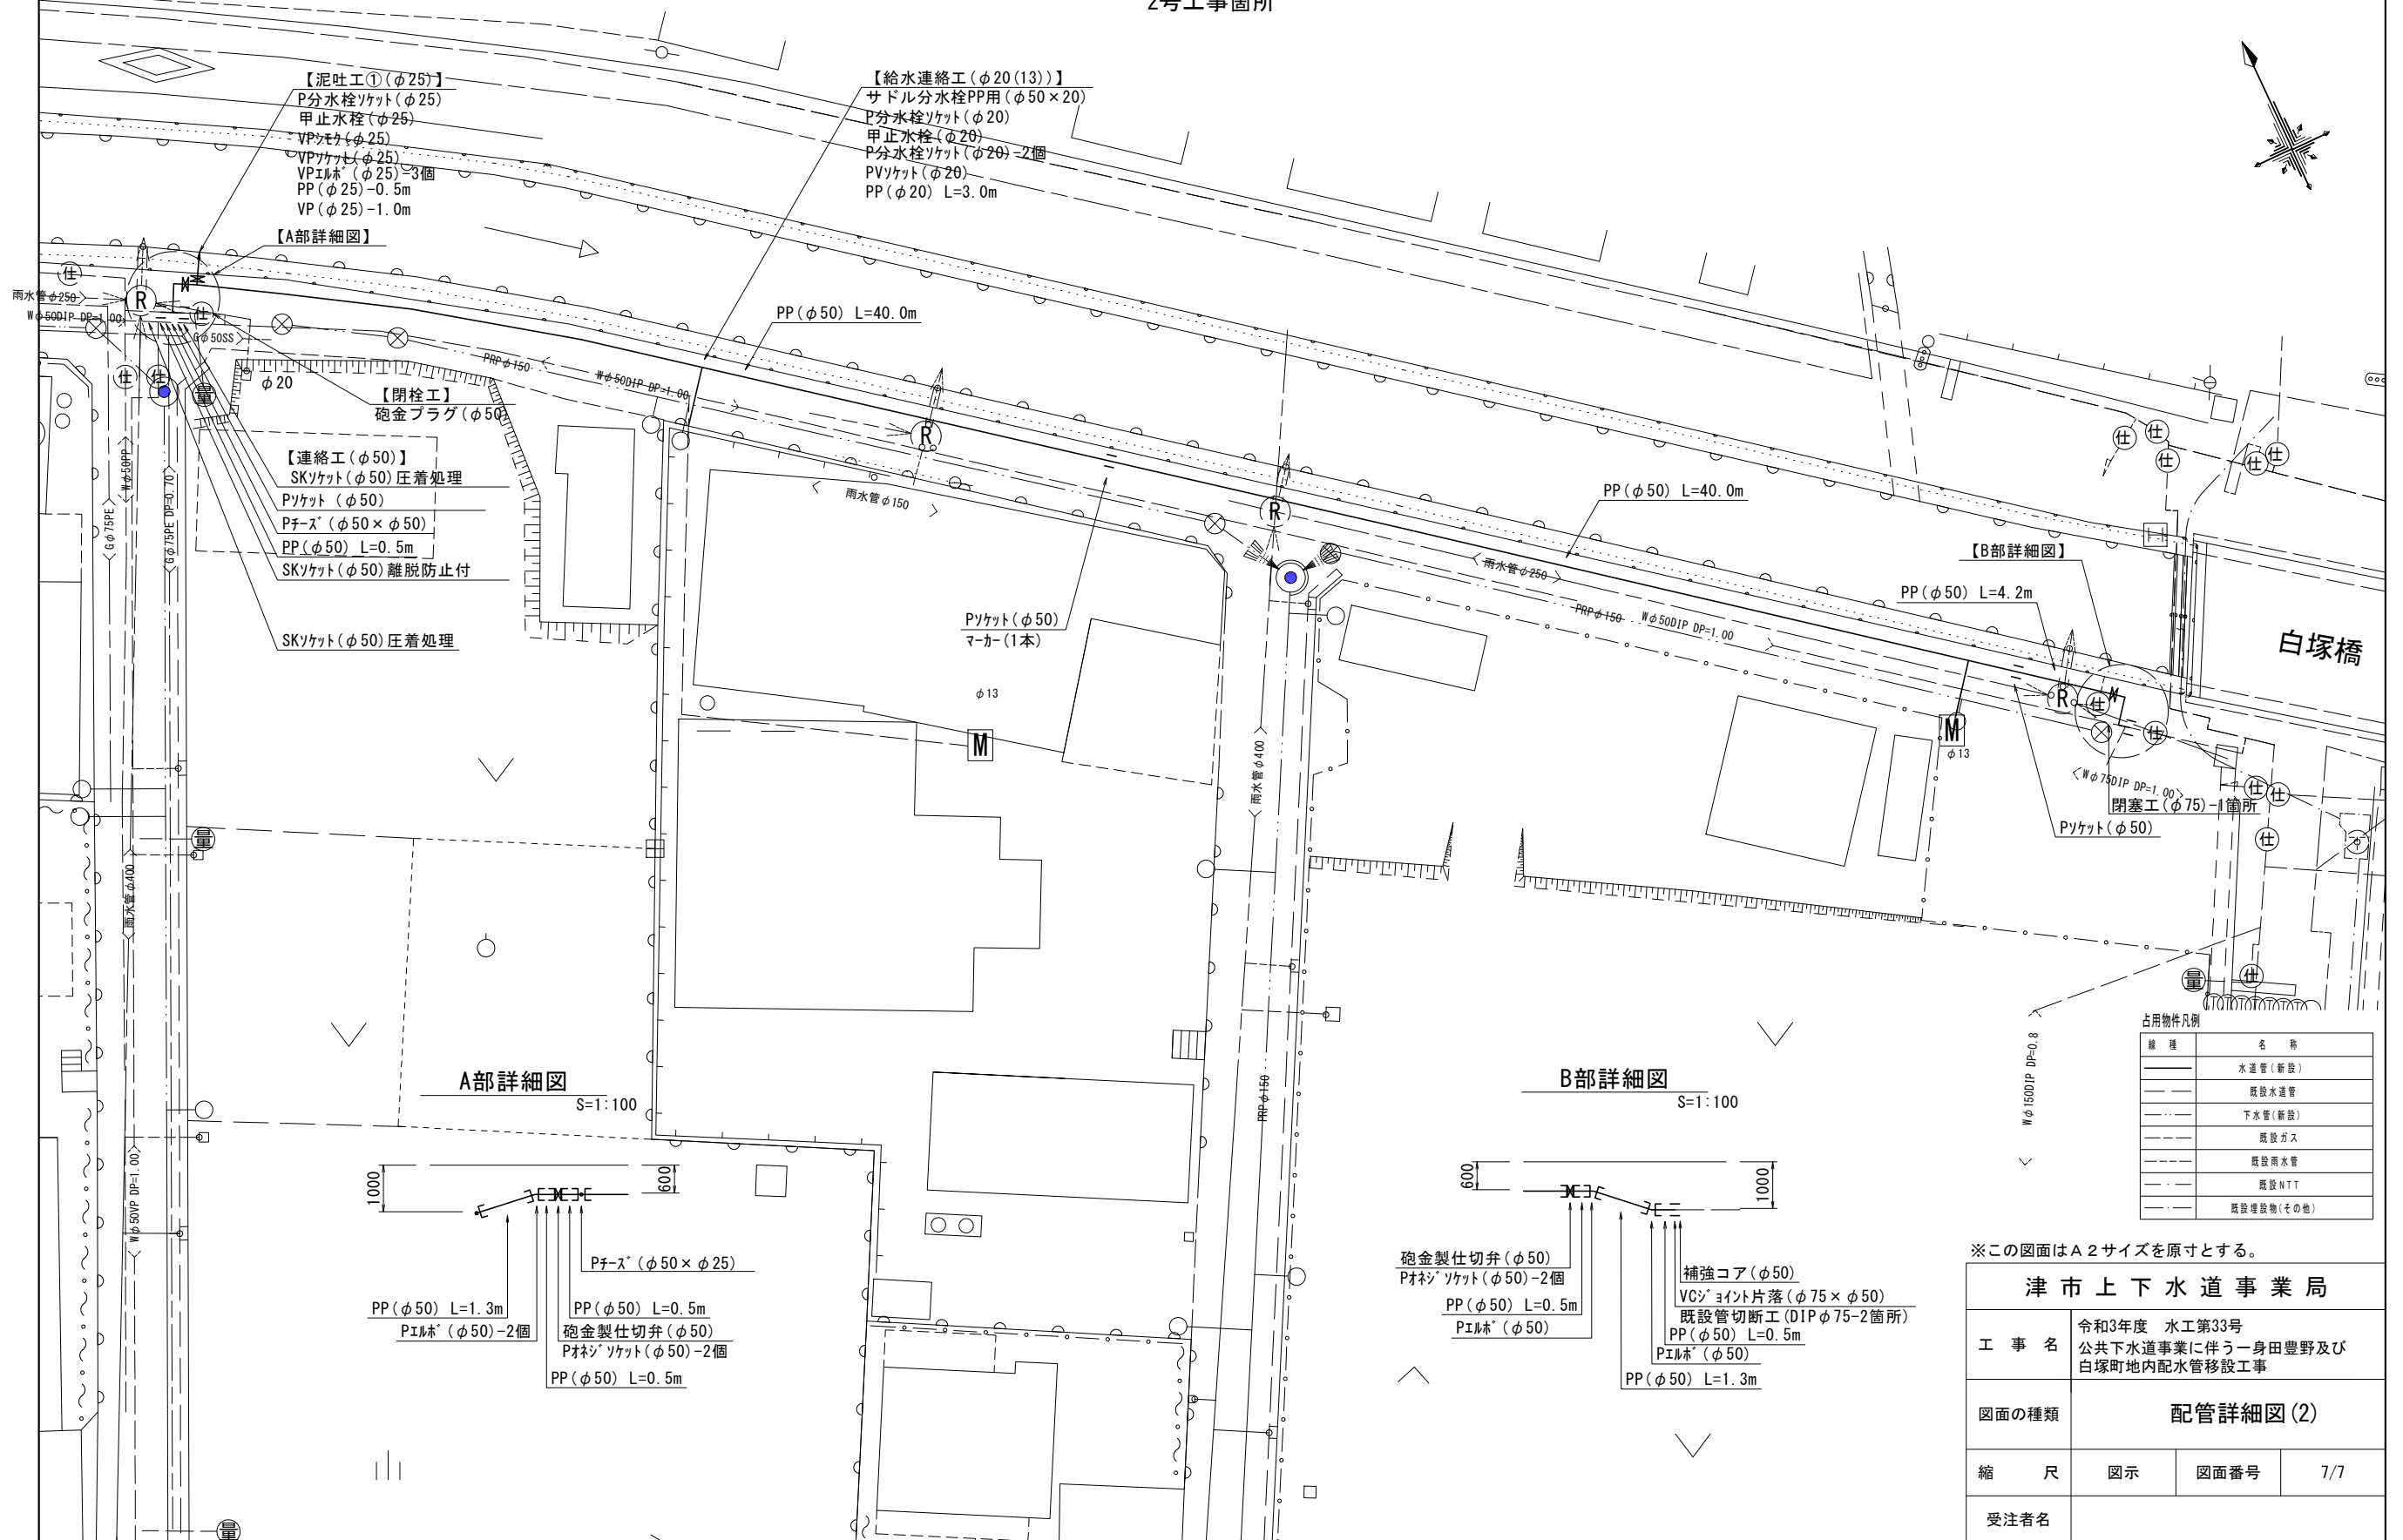 2号工事箇所
【泥吐工①(φ25)】
P分水栓ｿｹｯﾄ(φ25)
甲止水栓(φ25)
VPｼﾓｸ(φ25)
VPｿｹｯﾄ(φ25)
VPｴﾙﾎﾞ(φ25)-3個
PP(φ25)-0.5m
VP(φ25)-1.0m
【A部詳細図】
【給水連絡工(φ20(13))】
サドル分水栓PP用(φ50×20)
P分水栓ｿｹｯﾄ(φ20)
甲止水栓(φ20)
P分水栓ｿｹｯﾄ(φ20)-2個
PVｿｹｯﾄ(φ20)
PP(φ20) L=3.0m
仕
雨水管φ250
R
仕
Wφ50DIP DP=1.00
Gφ50SS
PP(φ50) L=40.0m
PRPφ150
Wφ50DIP DP=1.00
仕
仕
量
φ20
【閉栓工】
砲金プラグ(φ50)
R
【連絡工(φ50)】
SKｿｹｯﾄ(φ50)圧着処理
Pｿｹｯﾄ (φ50)
Pﾁｰｽﾞ(φ50×φ50)
PP(φ50) L=0.5m
SKｿｹｯﾄ(φ50)離脱防止付
SKｿｹｯﾄ(φ50)圧着処理
Gφ75PE
Wφ50PP
Gφ75PE DP=0.70
雨水管φ150
R
PP(φ50) L=40.0m
雨水管φ250
仕
仕
仕
仕
仕
【B部詳細図】
PP(φ50) L=4.2m
PRPφ150
Wφ50DIP DP=1.00
白塚橋
Pｿｹｯﾄ(φ50)
ﾏｰｶｰ(1本)
φ13
M
M
φ13
R
仕
仕
Wφ75DIP DP=1.00
閉塞工(φ75)-1箇所
Pｿｹｯﾄ(φ50)
仕
仕
仕
雨水管φ400
量
雨水管φ400
量
仕
Wφ150DIP DP=0.8
PRPφ150
Wφ50VP DP=1.00
A部詳細図
S=1:100
1000
600
Pﾁｰｽﾞ(φ50×φ25)
PP(φ50) L=1.3m
PP(φ50) L=0.5m
Pｴﾙﾎﾞ(φ50)-2個
砲金製仕切弁(φ50)
Pｵﾈｼﾞｿｹｯﾄ(φ50)-2個
PP(φ50) L=0.5m
B部詳細図
S=1:100
600
1000
砲金製仕切弁(φ50)
Pｵﾈｼﾞｿｹｯﾄ(φ50)-2個
PP(φ50) L=0.5m
Pｴﾙﾎﾞ(φ50)
補強コア(φ50)
VCｼﾞｮｲﾝﾄ片落(φ75×φ50)
既設管切断工(DIPφ75-2箇所)
PP(φ50) L=0.5m
Pｴﾙﾎﾞ(φ50)
PP(φ50) L=1.3m
量
占用物件凡例
線 種 名 称
水道管(新設)
既設水道管
下水管(新設)
既設ガス
既設雨水管
既設NTT
既設埋設物(その他)
※この図面はA2サイズを原寸とする。
津市上下水道事業局
工事名 令和3年度 水工第33号
公共下水道事業に伴う一身田豊野及び
白塚町地内配水管移設工事
図面の種類 配管詳細図(2)
縮尺 図示 図面番号 7/7
受注者名